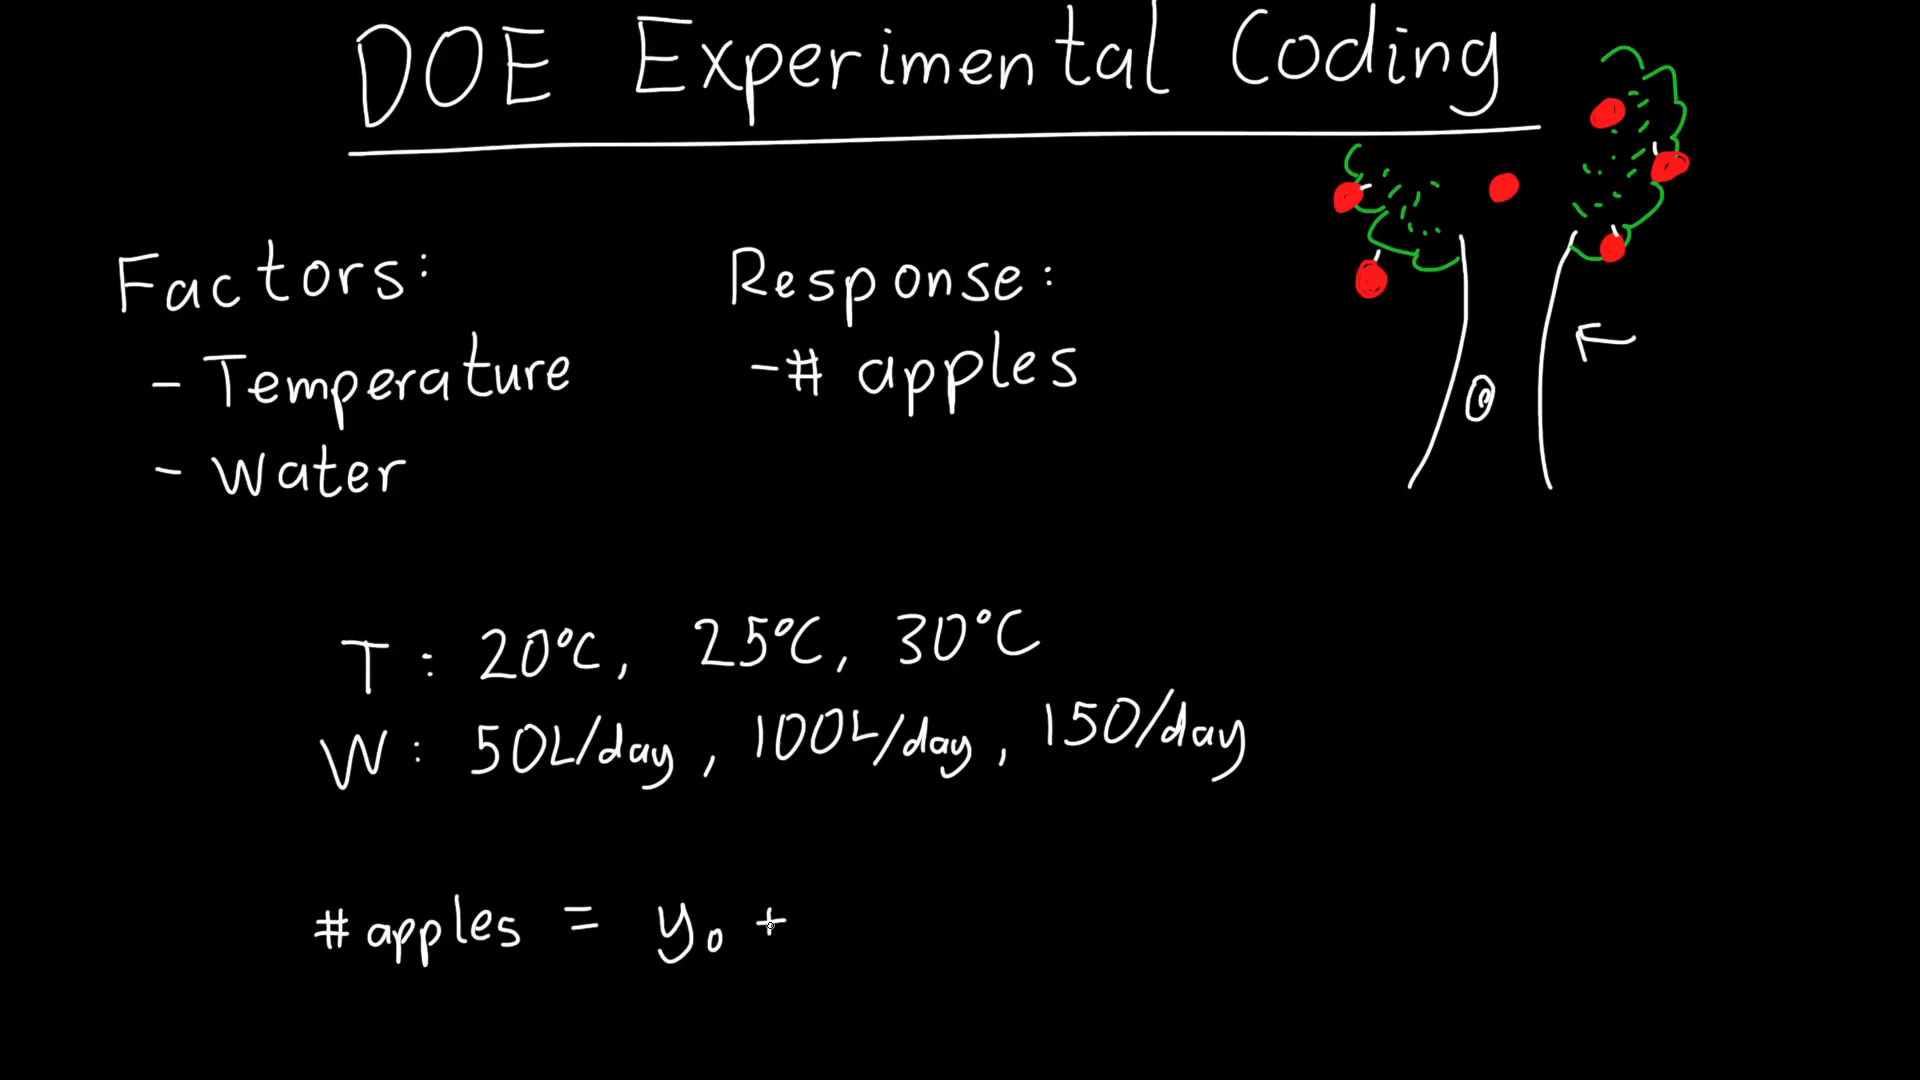 DOE Experimental Coding
Factors:
- Temperature
- Water
Response:
-# apples
T: 20°C, 25°C, 30°C
W: 50L/day, 100L/day, 150/day
# apples = y₀ +